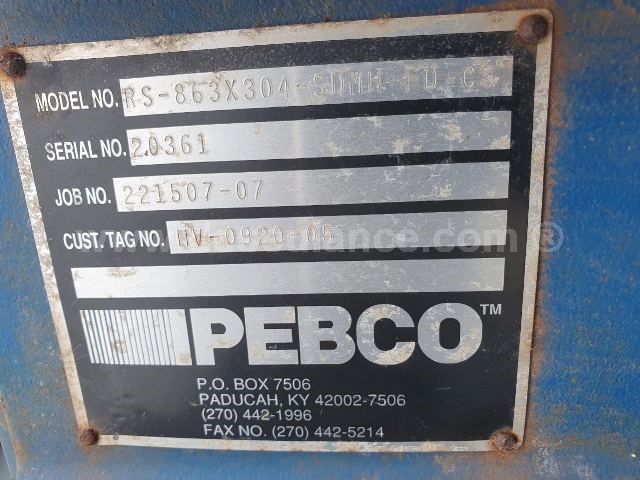 MODEL NO. RS-863X304-SDMH-FD-C3
SERIAL NO. 20361
JOB NO. 221507-07
CUST. TAG NO. HV-0920-05
PEBCO™
P.O. BOX 7506
PADUCAH, KY 42002-7506
(270) 442-1996
FAX NO. (270) 442-5214